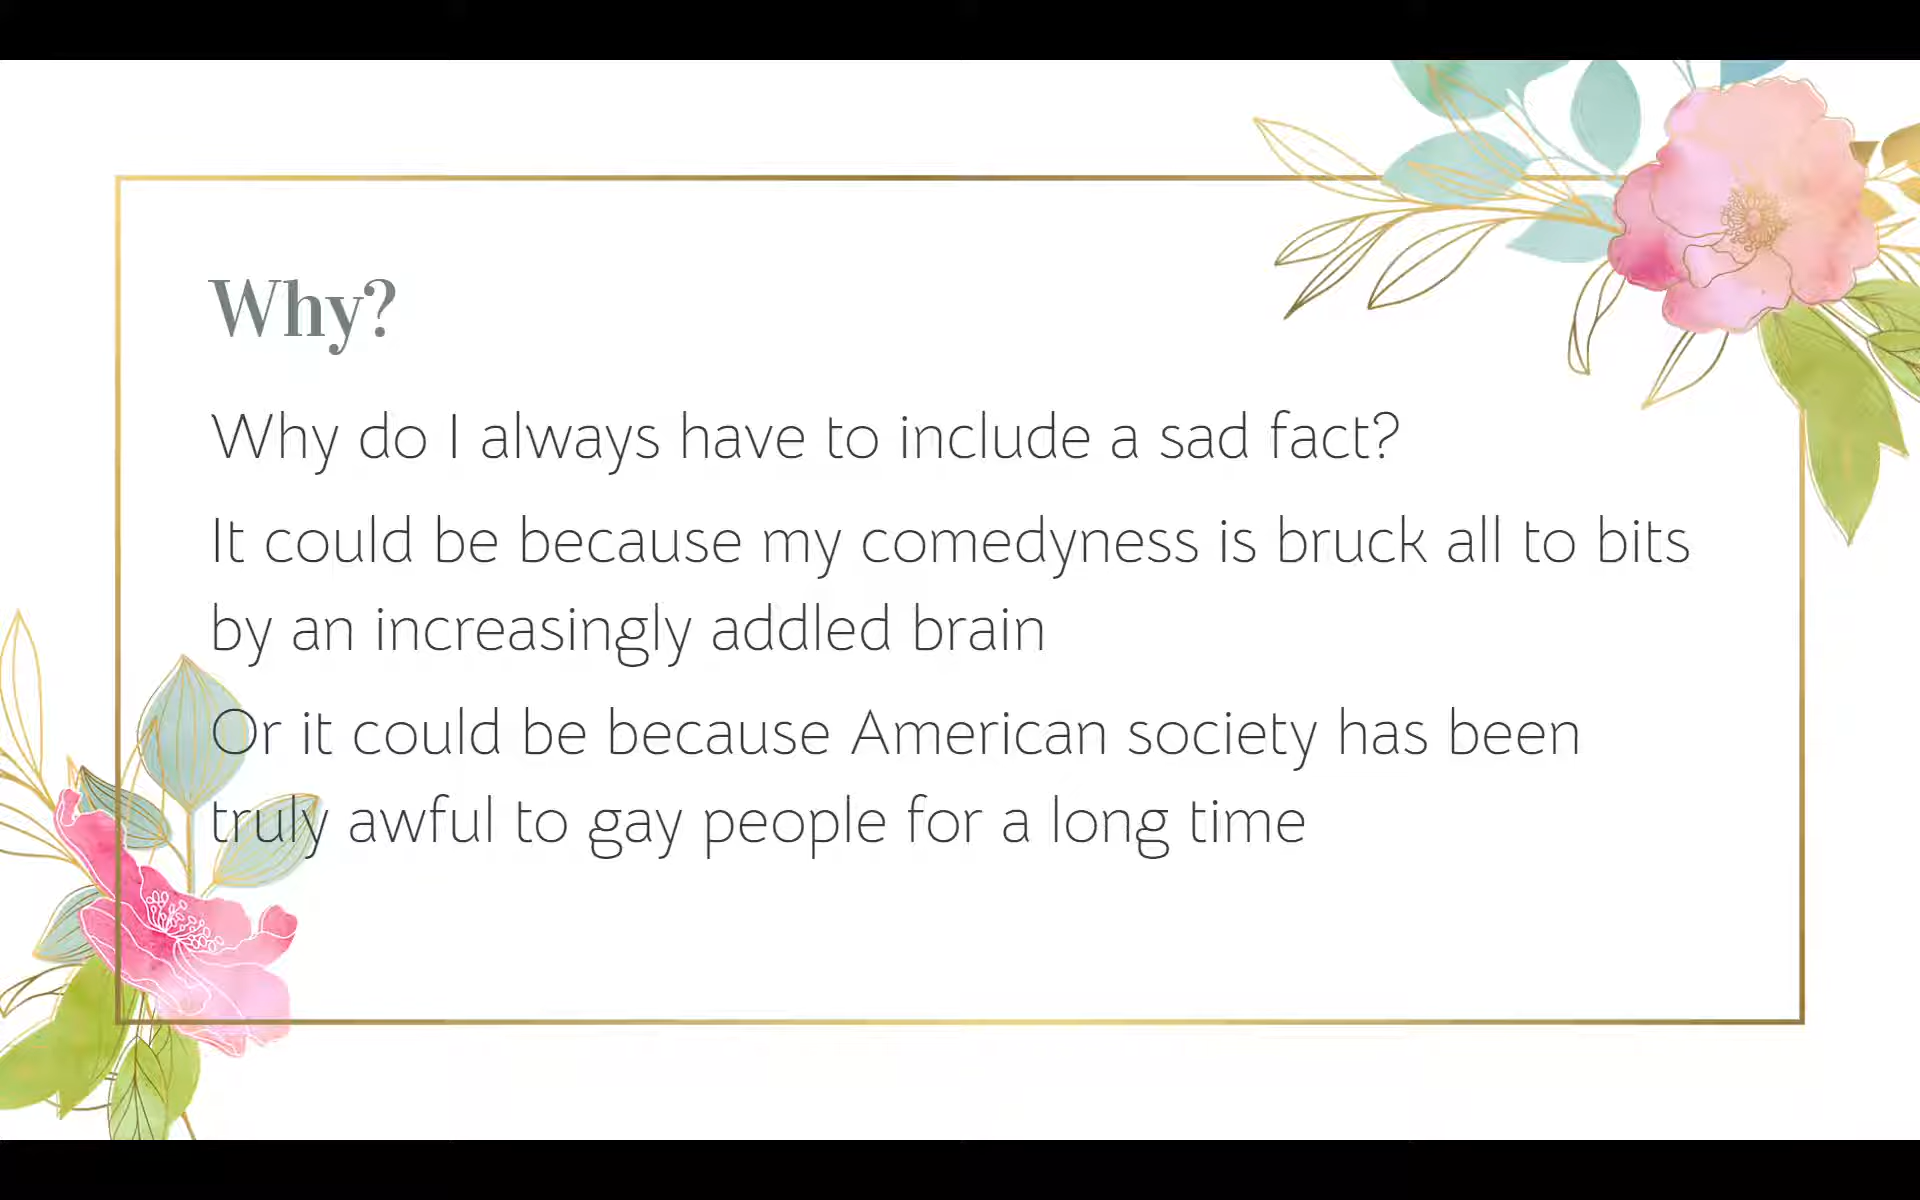 Why?
Why do I always have to include a sad fact?
It could be because my comedyness is bruck all to bits
by an increasingly addled brain
Or it could be because American society has been
truly awful to gay people for a long time